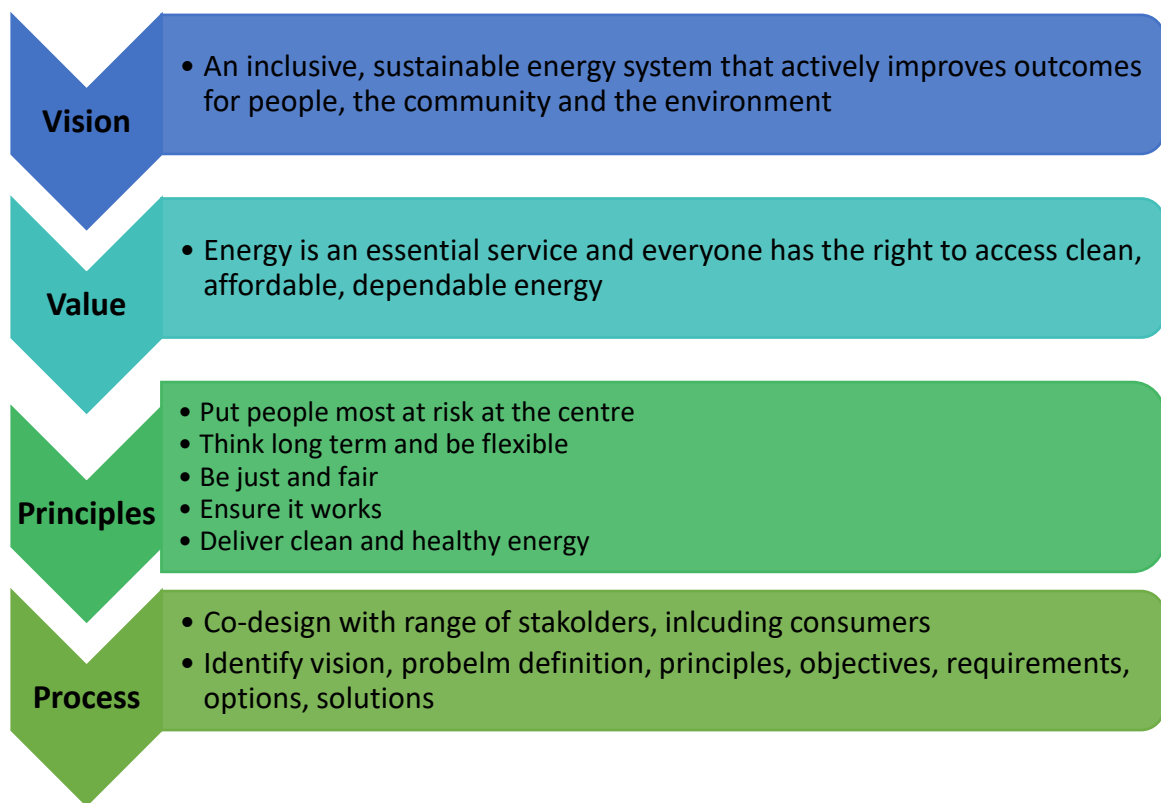 Vision
• An inclusive, sustainable energy system that actively improves outcomes
for people, the community and the environment
Value
• Energy is an essential service and everyone has the right to access clean,
affordable, dependable energy
Principles
• Put people most at risk at the centre
• Think long term and be flexible
• Be just and fair
• Ensure it works
• Deliver clean and healthy energy
Process
• Co-design with range of stakolders, inlcuding consumers
• Identify vision, probelm definition, principles, objectives, requirements,
options, solutions